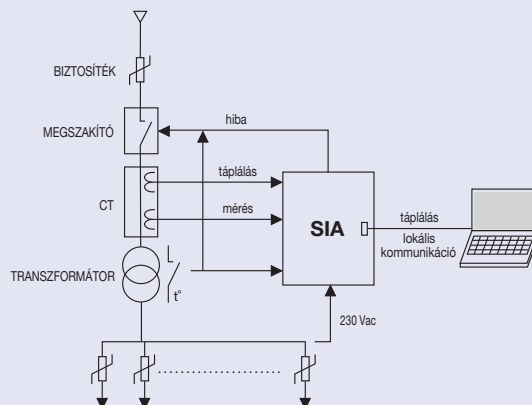 BIZTOSÍTÉK
MEGSZAKÍTÓ
hiba
táplálás
CT
mérés
SIA
táplálás
lokális
kommunikáció
TRANSZFORMÁTOR
t°
230 Vac